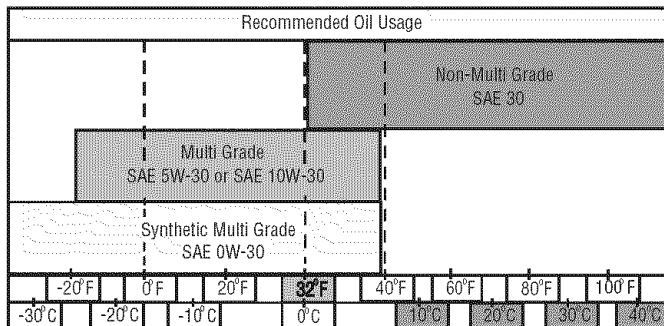 Recommended Oil Usage
Non-Multi Grade
SAE 30
Multi Grade
SAE 5W-30 or SAE 10W-30
Synthetic Multi Grade
SAE 0W-30
-20°F 0°F 20°F 32°F 40°F 60°F 80°F 100°F
-30°C -20°C -10°C 0°C 10°C 20°C 30°C 40°C